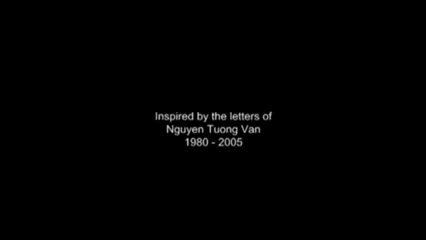 Inspired by the letters of
Nguyen Tuong Van
1980 - 2005